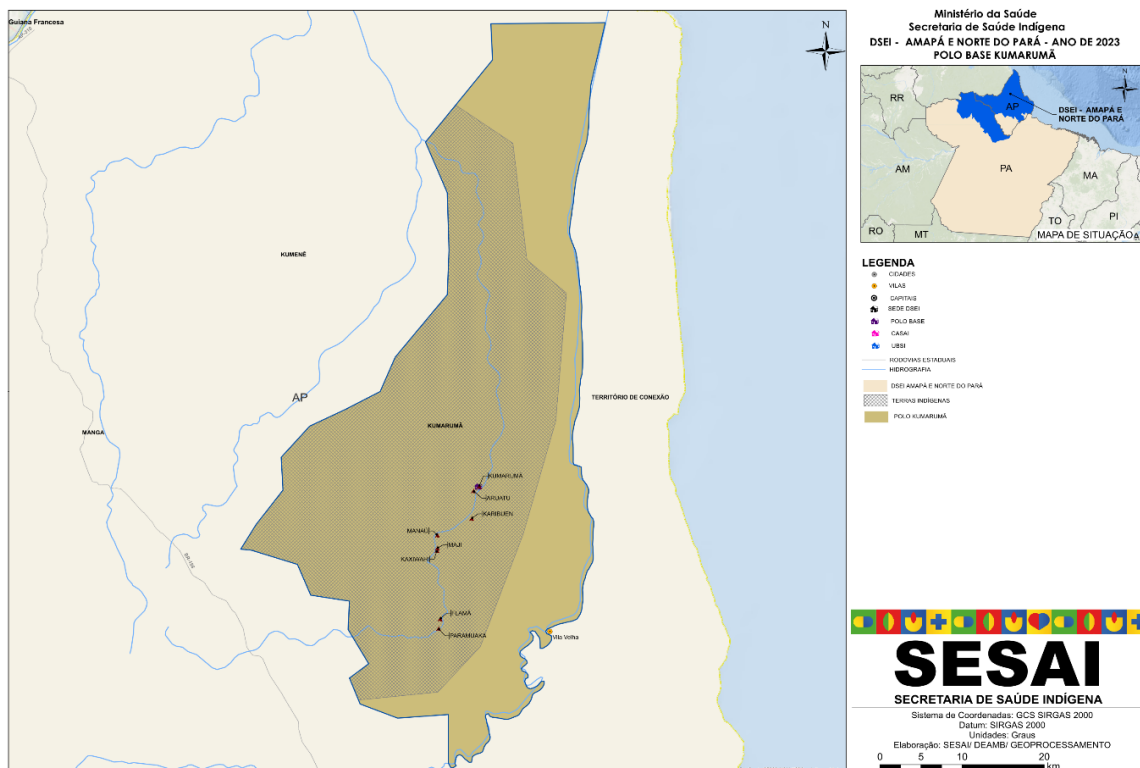 Ministério da Saúde
Secretaria de Saúde Indígena
DSEI - AMAPÁ E NORTE DO PARÁ - ANO DE 2023
POLO BASE KUMARUMÃ
Guiana Francesa
N
KUMENÊ
AP
MANGA
KUMARUMÃ
TERRITÓRIO DE CONEXÃO
KUMARUMÃ
ARUATU
KARIBUEN
MANAÚ
MAJI
KAXIWAHI
FLAMÃ
PARAMUAKA
Vila Velha
N
RR
AP
DSEI - AMAPÁ E
NORTE DO PARÁ
AM
PA
MA
TO
PI
RO
MT
MAPA DE SITUAÇÃO
LEGENDA
CIDADES
VILAS
CAPITAIS
SEDE DSEI
POLO BASE
CASAI
UBSI
RODOVIAS ESTADUAIS
HIDROGRAFIA
DSEI AMAPÁ E NORTE DO PARÁ
TERRAS INDÍGENAS
POLO KUMARUMÃ
SESAI
SECRETARIA DE SAÚDE INDÍGENA
Sistema de Coordenadas: GCS SIRGAS 2000
Datum: SIRGAS 2000
Unidades: Graus
Elaboração: SESAI/ DEAMB/ GEOPROCESSAMENTO
0 5 10 20
km